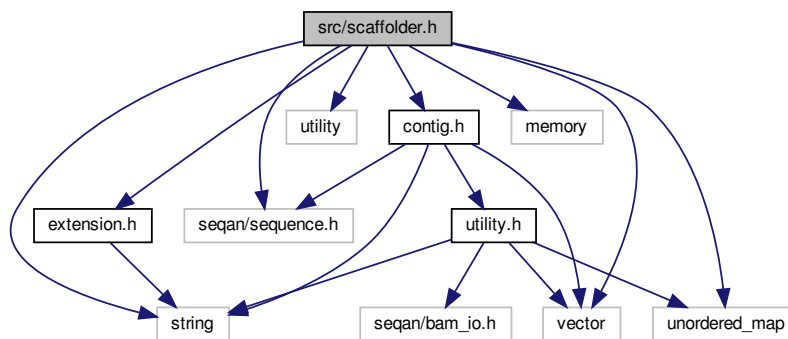 src/scaffolder.h
utility
contig.h
memory
extension.h
seqan/sequence.h
utility.h
string
seqan/bam_io.h
vector
unordered_map